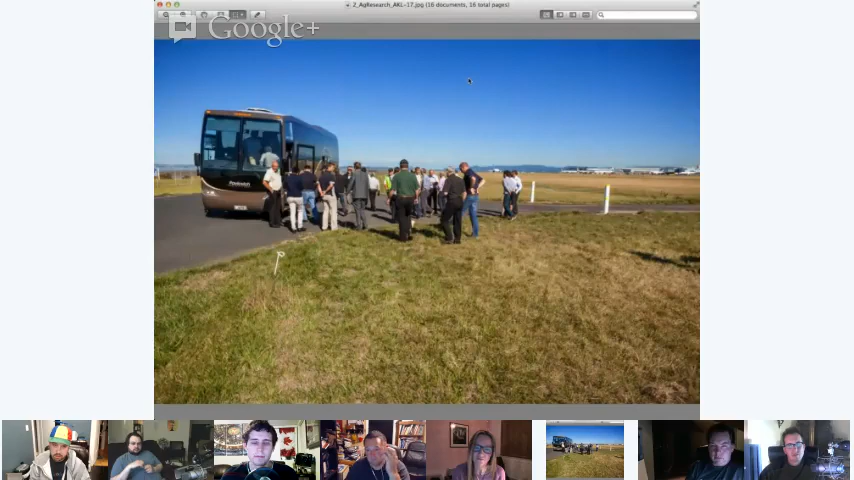 2_AgResearch_AKL-17.jpg (16 documents, 16 total pages)
Google+